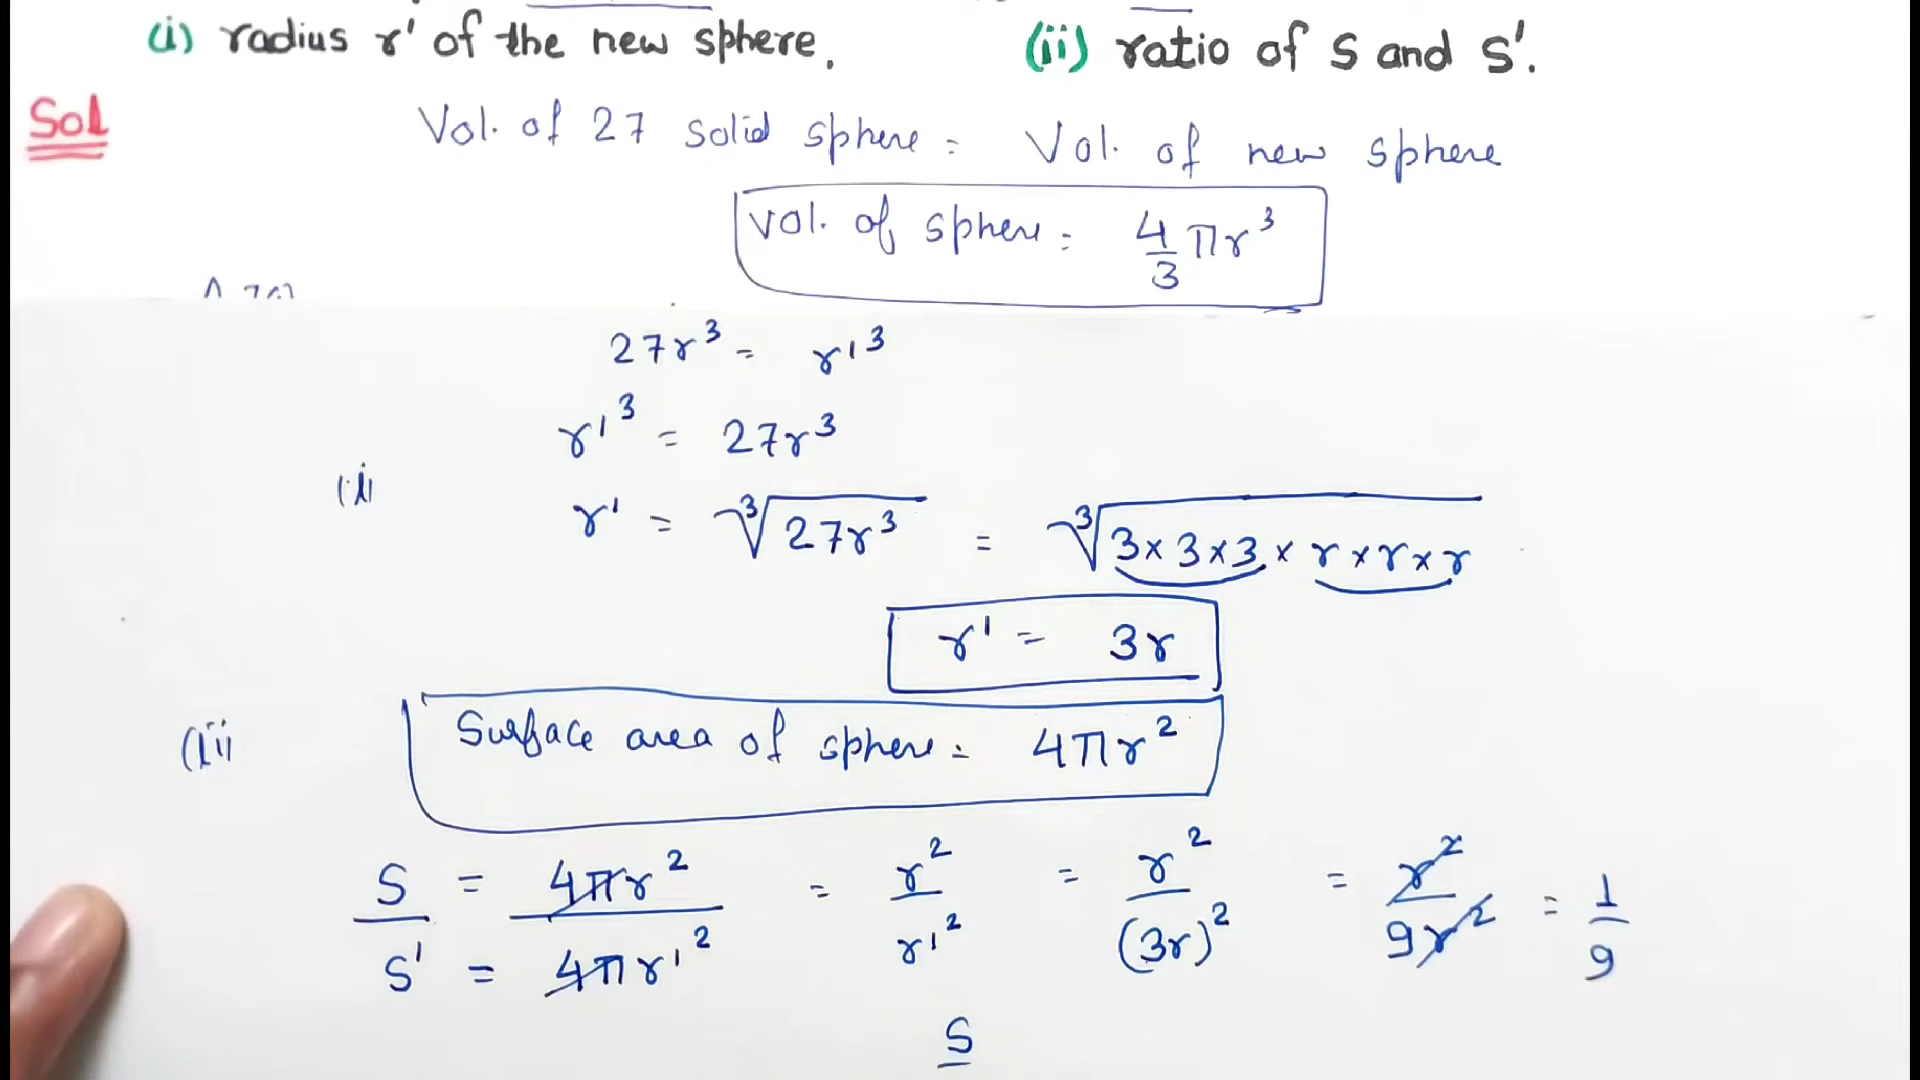 (i) radius r' of the new sphere. (ii) ratio of S and S'.
Sol Vol. of 27 solid sphere = Vol. of new sphere
Vol. of sphere = 4/3 πr³
27r³ = r'³
r'³ = 27r³
(i)
r' = ∛27r³ = ∛3×3×3×r×r×r
r' = 3r
(ii) Surface area of sphere = 4πr²
S/S' = 4πr²/4πr'² = r²/r'² = r²/(3r)² = r²/9r² = 1/9
S